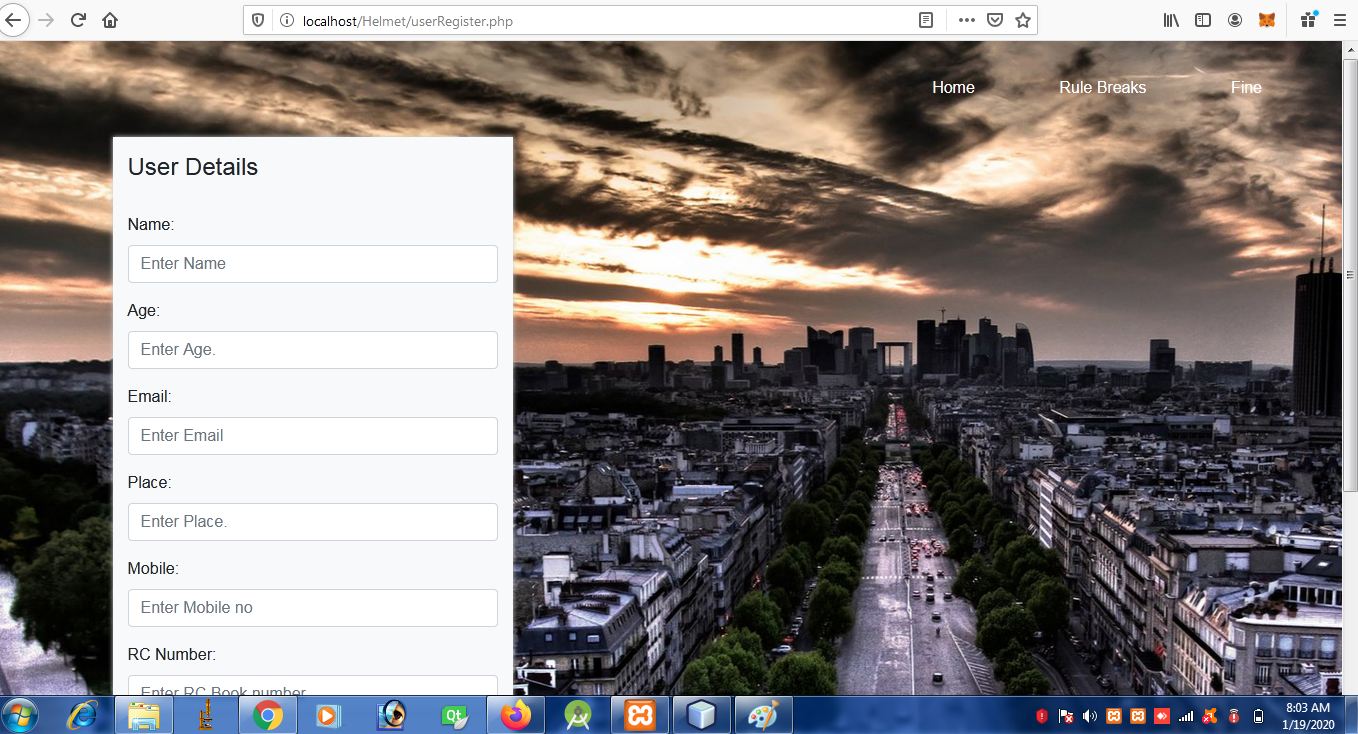 localhost/Helmet/userRegister.php
Home Rule Breaks Fine
User Details
Name:
Enter Name
Age:
Enter Age.
Email:
Enter Email
Place:
Enter Place.
Mobile:
Enter Mobile no
RC Number:
Enter RC Book number
Qt
8:03 AM
1/19/2020